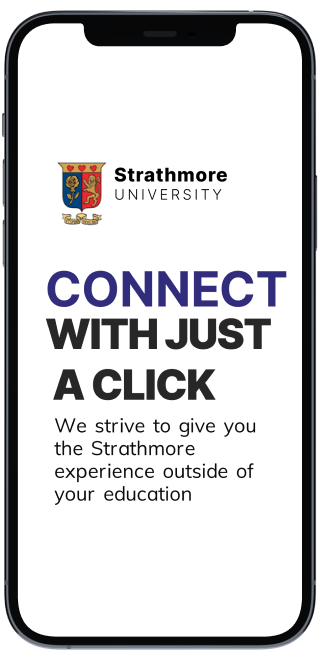 Strathmore
UNIVERSITY
CONNECT
WITH JUST
A CLICK
We strive to give you
the Strathmore
experience outside of
your education